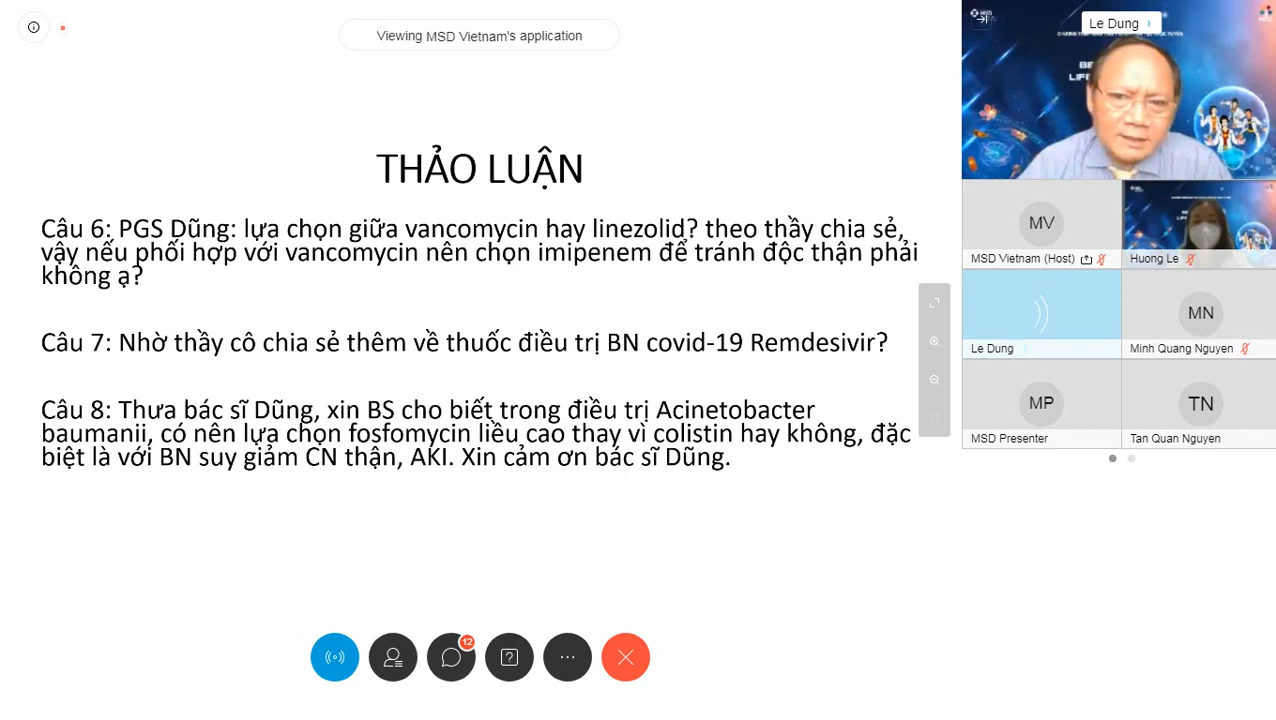 Viewing MSD Vietnam's application
THẢO LUẬN
Câu 6: PGS Dũng: lựa chọn giữa vancomycin hay linezolid? theo thầy chia sẻ,
vậy nếu phối hợp với vancomycin nên chọn imipenem để tránh độc thận phải
không ạ?
Câu 7: Nhờ thầy cô chia sẻ thêm về thuốc điều trị BN covid-19 Remdesivir?
Câu 8: Thưa bác sĩ Dũng, xin BS cho biết trong điều trị Acinetobacter
baumanii, có nên lựa chọn fosfomycin liều cao thay vì colistin hay không, đặc
biệt là với BN suy giảm CN thận, AKI. Xin cảm ơn bác sĩ Dũng.
12
MSD
Le Dung
MV
MSD Vietnam (Host)
Huong Le
Le Dung
MN
Minh Quang Nguyen
MP
MSD Presenter
TN
Tan Quan Nguyen